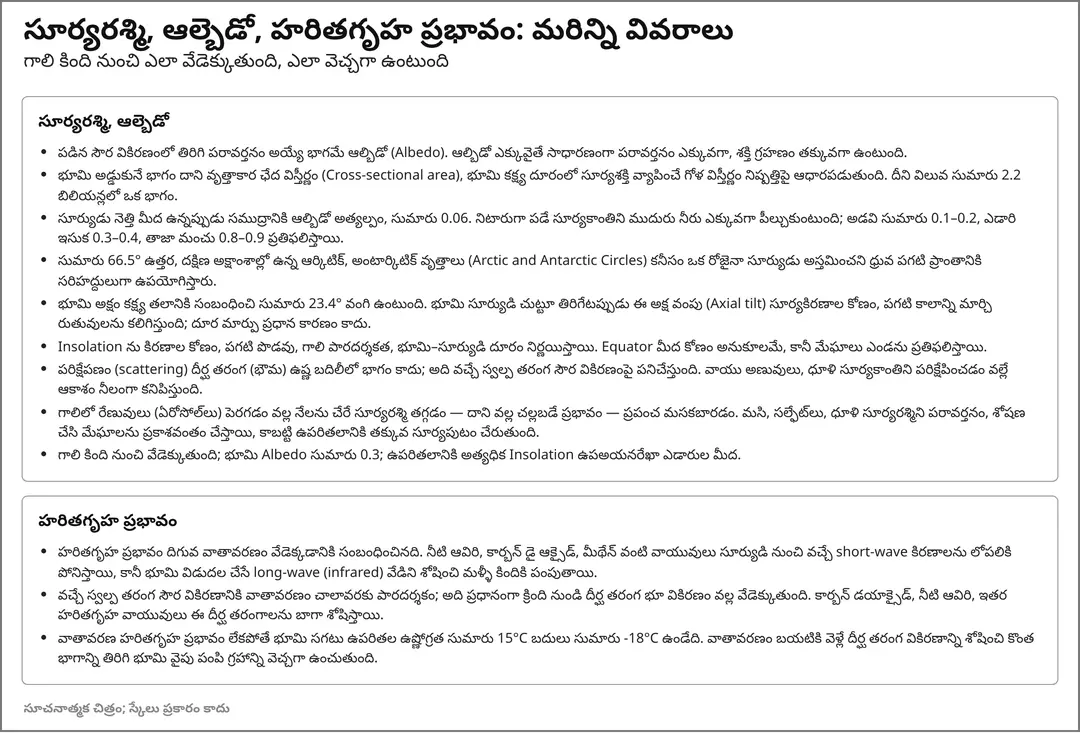 సూర్యరశ్మి, ఆల్బెడో, హరితగృహ ప్రభావం: మరిన్ని వివరాలు
గాలి కింది నుంచి ఎలా వేడెక్కుతుంది, ఎలా వెచ్చగా ఉంటుంది
సూర్యరశ్మి, ఆల్బెడో
• పడిన సౌర వికిరణంలో తిరిగి పరావర్తనం అయ్యే భాగమే ఆల్బిడో (Albedo). ఆల్బిడో ఎక్కువైతే సాధారణంగా పరావర్తనం ఎక్కువగా, శక్తి గ్రహణం తక్కువగా ఉంటుంది.
• భూమి అడ్డుకునే భాగం దాని వృత్తాకార ఛేద విస్తీర్ణం (Cross-sectional area), భూమి కక్ష్య దూరంలో సూర్యశక్తి వ్యాపించే గోళ విస్తీర్ణం నిష్పత్తిపై ఆధారపడుతుంది. దీని విలువ సుమారు 2.2
బిలియన్లలో ఒక భాగం.
• సూర్యుడు నెత్తి మీద ఉన్నప్పుడు సముద్రానికి ఆల్బిడో అత్యల్పం, సుమారు 0.06. నిటారుగా పడే సూర్యకాంతిని ముదురు నీరు ఎక్కువగా పీల్చుకుంటుంది; అడవి సుమారు 0.1–0.2, ఎడారి
ఇసుక 0.3–0.4, తాజా మంచు 0.8–0.9 ప్రతిఫలిస్తాయి.
• సుమారు 66.5° ఉత్తర, దక్షిణ అక్షాంశాల్లో ఉన్న ఆర్కిటిక్, అంటార్కిటిక్ వృత్తాలు (Arctic and Antarctic Circles) కనీసం ఒక రోజైనా సూర్యుడు అస్తమించని ధ్రువ పగటి ప్రాంతానికి
సరిహద్దులుగా ఉపయోగిస్తారు.
• భూమి అక్షం కక్ష్య తలానికి సంబంధించి సుమారు 23.4° వంగి ఉంటుంది. భూమి సూర్యుడి చుట్టూ తిరిగేటప్పుడు ఈ అక్ష వంపు (Axial tilt) సూర్యకిరణాల కోణం, పగటి కాలాన్ని మార్చి
రుతువులను కలిగిస్తుంది; దూర మార్పు ప్రధాన కారణం కాదు.
• Insolation ను కిరణాల కోణం, పగటి పొడవు, గాలి పారదర్శకత, భూమి–సూర్యుడి దూరం నిర్ణయిస్తాయి. Equator మీద కోణం అనుకూలమే, కానీ మేఘాలు ఎండను ప్రతిఫలిస్తాయి.
• పరిక్షేపణం (scattering) దీర్ఘ తరంగ (భౌమ) ఉష్ణ బదిలీలో భాగం కాదు; అది వచ్చే స్వల్ప తరంగ సౌర వికిరణంపై పనిచేస్తుంది. వాయు అణువులు, ధూళి సూర్యకాంతిని పరిక్షేపించడం వల్లే
ఆకాశం నీలంగా కనిపిస్తుంది.
• గాలిలో రేణువులు (ఏరోసోల్‌లు) పెరగడం వల్ల నేలను చేరే సూర్యరశ్మి తగ్గడం — దాని వల్ల చల్లబడే ప్రభావం — ప్రపంచ మసకబారడం. మసి, సల్ఫేట్‌లు, ధూళి సూర్యరశ్మిని పరావర్తనం, శోషణ
చేసి మేఘాలను ప్రకాశవంతం చేస్తాయి, కాబట్టి ఉపరితలానికి తక్కువ సూర్యపుటం చేరుతుంది.
• గాలి కింది నుంచి వేడెక్కుతుంది; భూమి Albedo సుమారు 0.3; ఉపరితలానికి అత్యధిక Insolation ఉపఅయనరేఖా ఎడారుల మీద.
హరితగృహ ప్రభావం
• హరితగృహ ప్రభావం దిగువ వాతావరణం వేడెక్కడానికి సంబంధించినది. నీటి ఆవిరి, కార్బన్ డై ఆక్సైడ్, మీథేన్ వంటి వాయువులు సూర్యుడి నుంచి వచ్చే short-wave కిరణాలను లోపలికి
పోనిస్తాయి, కానీ భూమి విడుదల చేసే long-wave (infrared) వేడిని శోషించి మళ్ళీ కిందికి పంపుతాయి.
• వచ్చే స్వల్ప తరంగ సౌర వికిరణానికి వాతావరణం చాలావరకు పారదర్శకం; అది ప్రధానంగా క్రింది నుండి దీర్ఘ తరంగ భూ వికిరణం వల్ల వేడెక్కుతుంది. కార్బన్ డయాక్సైడ్, నీటి ఆవిరి, ఇతర
హరితగృహ వాయువులు ఈ దీర్ఘ తరంగాలను బాగా శోషిస్తాయి.
• వాతావరణ హరితగృహ ప్రభావం లేకపోతే భూమి సగటు ఉపరితల ఉష్ణోగ్రత సుమారు 15°C బదులు సుమారు -18°C ఉండేది. వాతావరణం బయటికి వెళ్లే దీర్ఘ తరంగ వికిరణాన్ని శోషించి కొంత
భాగాన్ని తిరిగి భూమి వైపు పంపి గ్రహాన్ని వెచ్చగా ఉంచుతుంది.
సూచనాత్మక చిత్రం; స్కేలు ప్రకారం కాదు